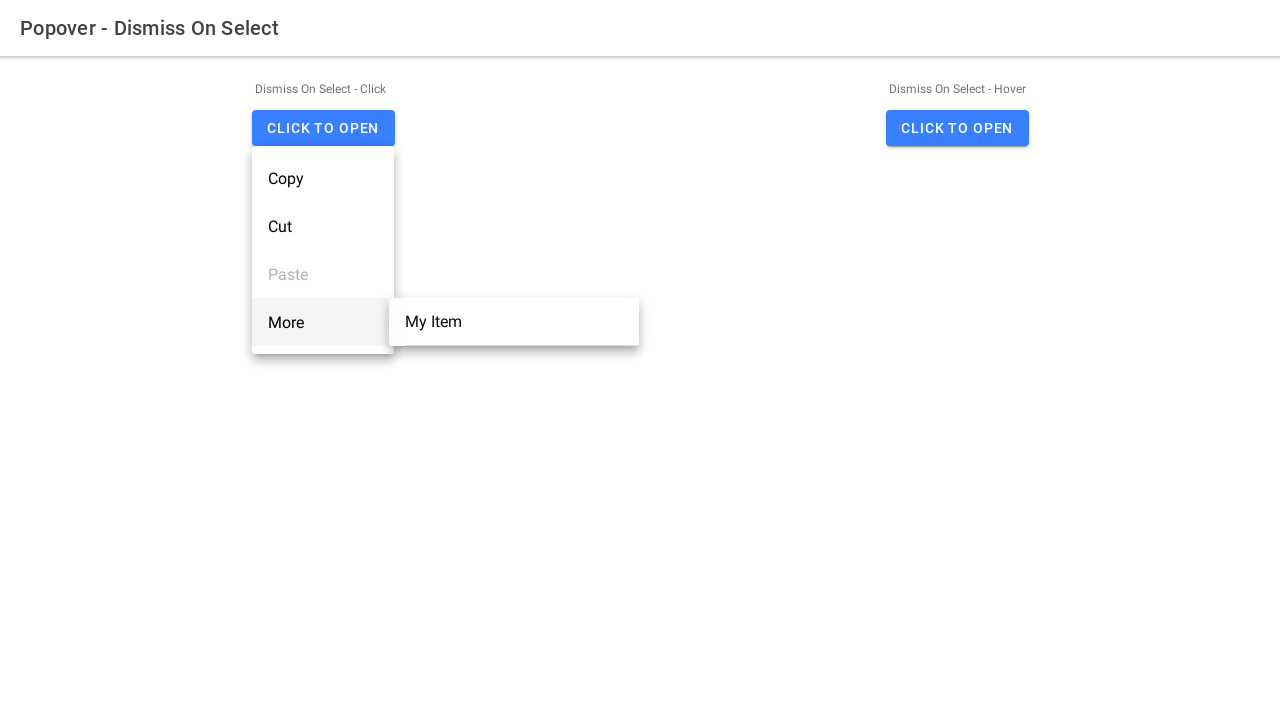 Popover - Dismiss On Select
Dismiss On Select - Click
CLICK TO OPEN
Copy
Cut
Paste
More
My Item
Dismiss On Select - Hover
CLICK TO OPEN